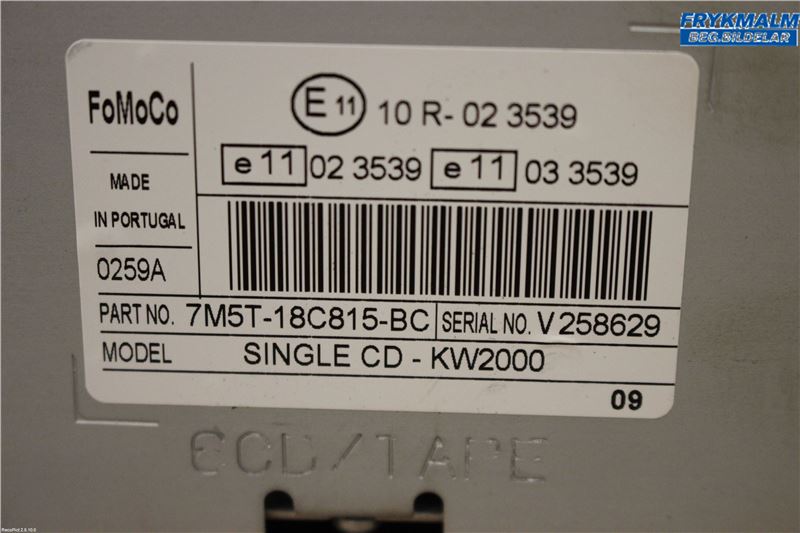 FRYKMALM
BEG.BILDELAR
FoMoCo
E 11 10 R- 02 3539
e 11 02 3539 e 11 03 3539
MADE
IN PORTUGAL
0259A
PART NO. 7M5T-18C815-BC SERIAL NO. V 258629
MODEL SINGLE CD - KW2000
09
6CD/TAPE